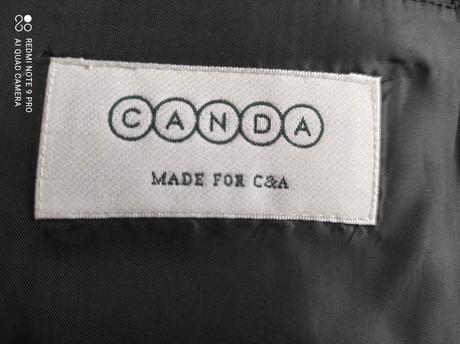 REDMI NOTE 9 PRO
AI QUAD CAMERA
CANDA
MADE FOR C&A